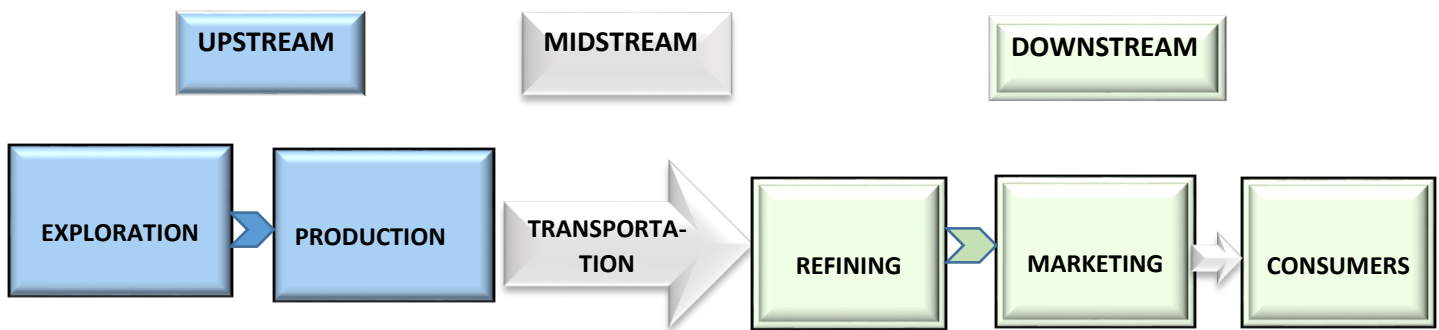 UPSTREAM
MIDSTREAM
DOWNSTREAM
EXPLORATION
PRODUCTION
TRANSPORTA-
TION
REFINING
MARKETING
CONSUMERS